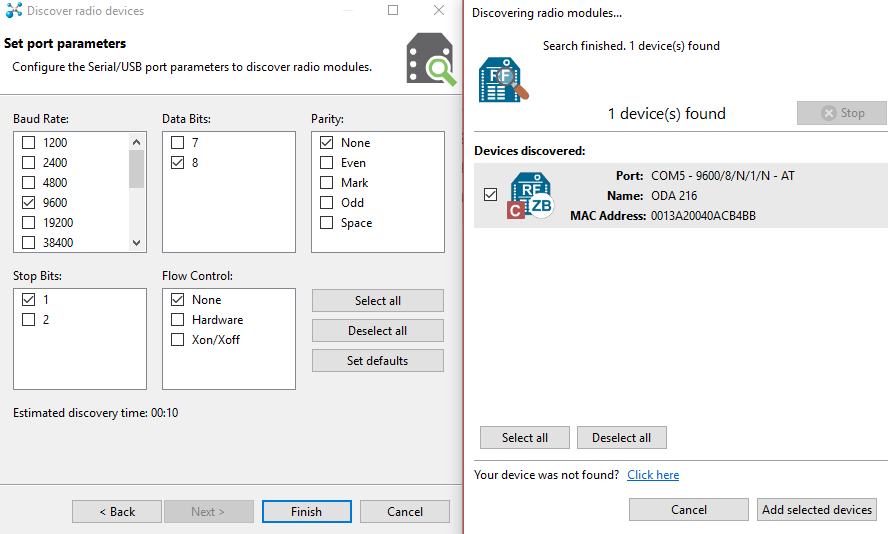 Discover radio devices
Set port parameters
Configure the Serial/USB port parameters to discover radio modules.
Baud Rate:
1200
2400
4800
9600
19200
38400
Data Bits:
7
8
Parity:
None
Even
Mark
Odd
Space
Stop Bits:
1
2
Flow Control:
None
Hardware
Xon/Xoff
Select all
Deselect all
Set defaults
Estimated discovery time: 00:10
< Back
Next >
Finish
Cancel
Discovering radio modules...
RF
Search finished. 1 device(s) found
1 device(s) found
Stop
Devices discovered:
RF
C
ZB
Port: COM5 - 9600/8/N/1/N - AT
Name: ODA 216
MAC Address: 0013A20040ACB4BB
Select all
Deselect all
Your device was not found? Click here
Cancel
Add selected devices